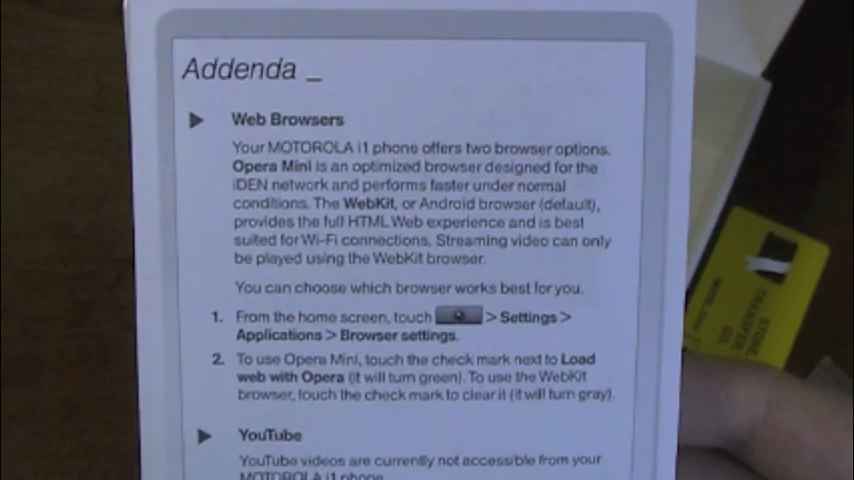 Addenda _
Web Browsers
Your MOTOROLA i1 phone offers two browser options.
Opera Mini is an optimized browser designed for the
iDEN network and performs faster under normal
conditions. The WebKit, or Android browser (default),
provides the full HTML Web experience and is best
suited for Wi-Fi connections. Streaming video can only
be played using the WebKit browser.
You can choose which browser works best for you.
1. From the home screen, touch > Settings >
Applications > Browser settings.
2. To use Opera Mini, touch the check mark next to Load
web with Opera (it will turn green). To use the WebKit
browser, touch the check mark to clear it (it will turn gray).
YouTube
YouTube videos are currently not accessible from your
MOTOROLA i1 phone.
STORE
TRANSFER
CO.